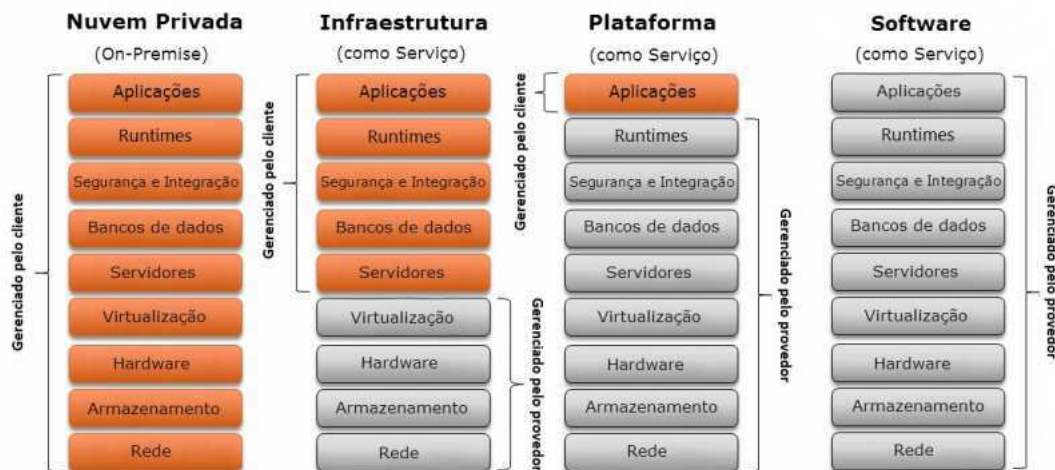 Nuvem Privada
(On-Premise)
Gerenciado pelo cliente
Aplicações
Runtimes
Segurança e Integração
Bancos de dados
Servidores
Virtualização
Hardware
Armazenamento
Rede
Infraestrutura
(como Serviço)
Gerenciado pelo cliente
Aplicações
Runtimes
Segurança e Integração
Bancos de dados
Servidores
Virtualização
Hardware
Armazenamento
Rede
Gerenciado pelo provedor
Plataforma
(como Serviço)
Gerenciado pelo cliente
Aplicações
Runtimes
Segurança e Integração
Bancos de dados
Servidores
Virtualização
Hardware
Armazenamento
Rede
Gerenciado pelo provedor
Software
(como Serviço)
Aplicações
Runtimes
Segurança e Integração
Bancos de dados
Servidores
Virtualização
Hardware
Armazenamento
Rede
Gerenciado pelo provedor